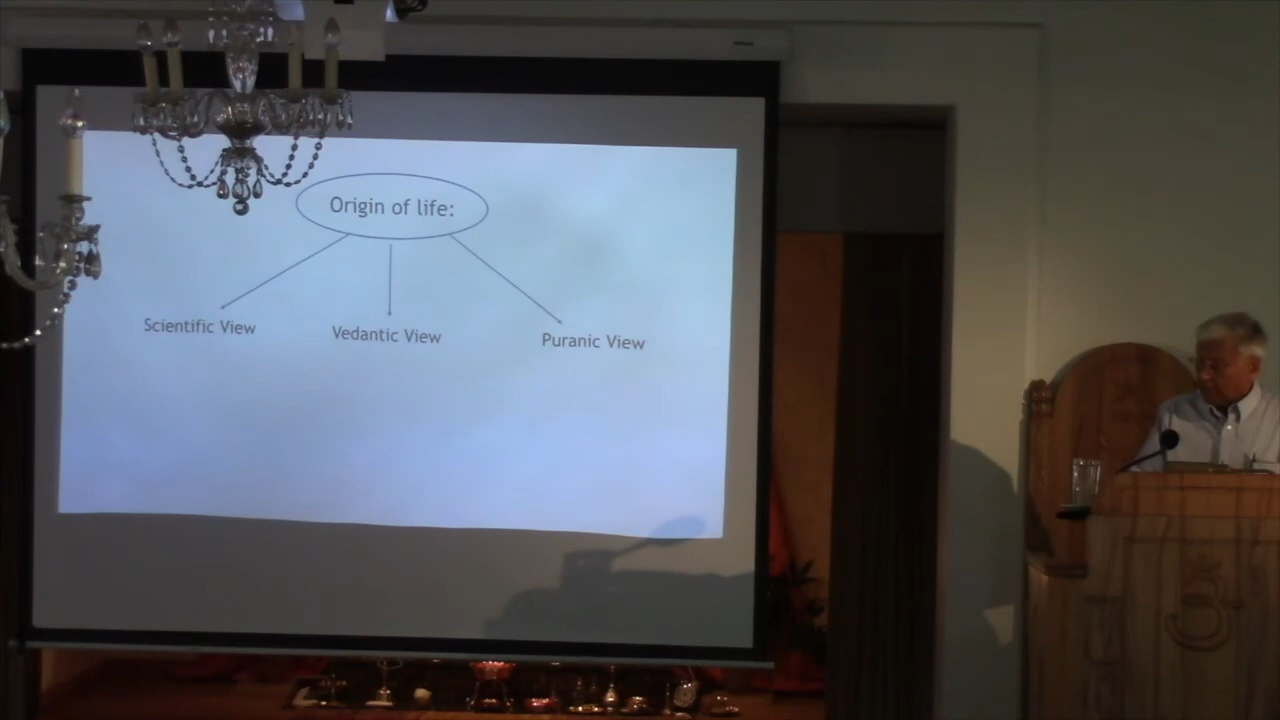 Origin of life:
Scientific View
Vedantic View
Puranic View